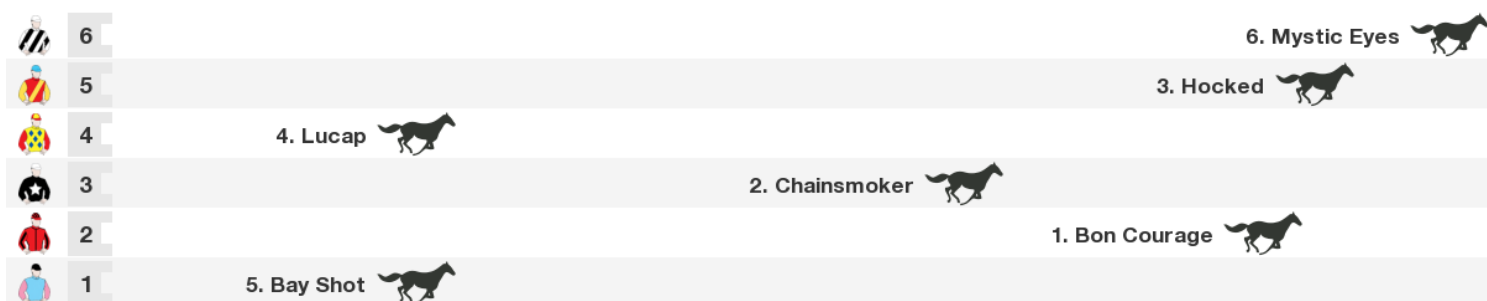 6 6. Mystic Eyes
5 3. Hocked
4 4. Lucap
3 2. Chainsmoker
2 1. Bon Courage
1 5. Bay Shot